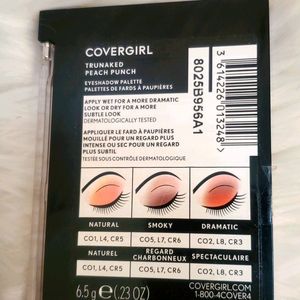 COVERGIRL
TRUNAKED
PEACH PUNCH
EYESHADOW PALETTE
PALETTES DE FARDS À PAUPIÈRES
APPLY WET FOR A MORE DRAMATIC
LOOK OR DRY FOR A MORE
SUBTLE LOOK
DERMATOLOGICALLY TESTED
APPLIQUER LE FARD À PAUPIÈRES
MOUILLÉ POUR UN REGARD PLUS
INTENSE OU SEC POUR UN REGARD
PLUS SUBTIL
TESTÉE SOUS CONTRÔLE DERMATOLOGIQUE
8025B956A1
3 614226 013248
NATURAL SMOKY DRAMATIC
CO1, L4, CR5 CO5, L7, CR6 CO2, L8, CR3
NATUREL REGARD CHARBONNEUX SPECTACULAIRE
CO1, L4, CR5 CO5, L7, CR6 CO2, L8, CR3
6.5 g e (.23 OZ)
COVERGIRL.COM
1-800-4COVER4